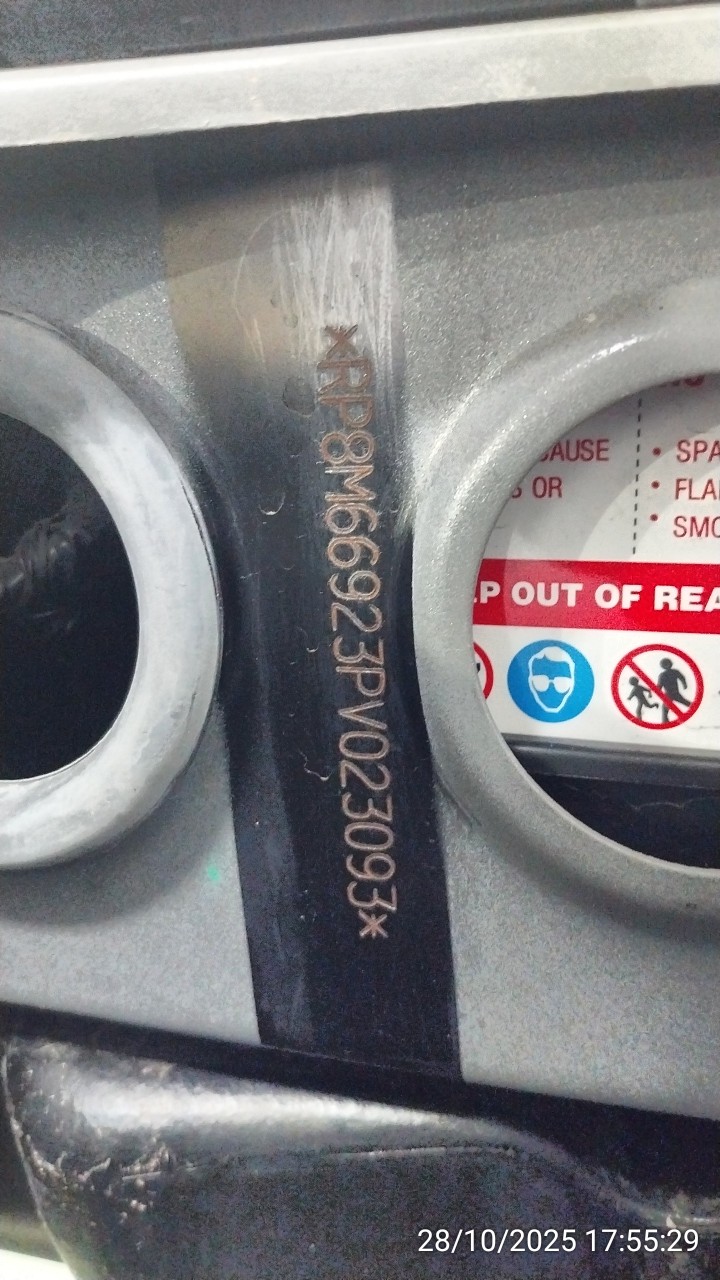 *RP8M66923PV023093*
CAUSE
S OR
• SPA
• FLA
• SMO
P OUT OF REA
28/10/2025 17:55:29